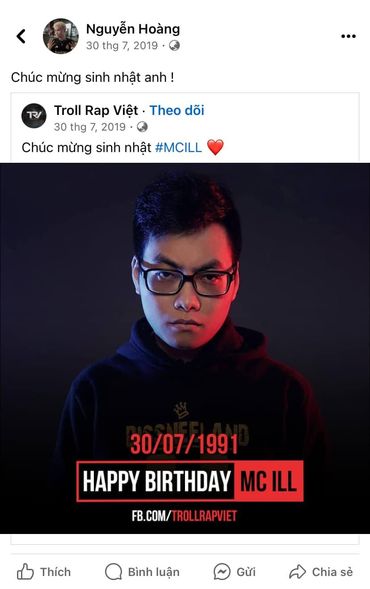 Nguyễn Hoàng
30 thg 7, 2019 ·
Chúc mừng sinh nhật anh !
TRV
Troll Rap Việt · Theo dõi
30 thg 7, 2019 ·
Chúc mừng sinh nhật #MCILL ❤️
DISSNEELAND
30/07/1991
HAPPY BIRTHDAY MC ILL
FB.COM/TROLLRAPVIET
Thích Bình luận Gửi Chia sẻ